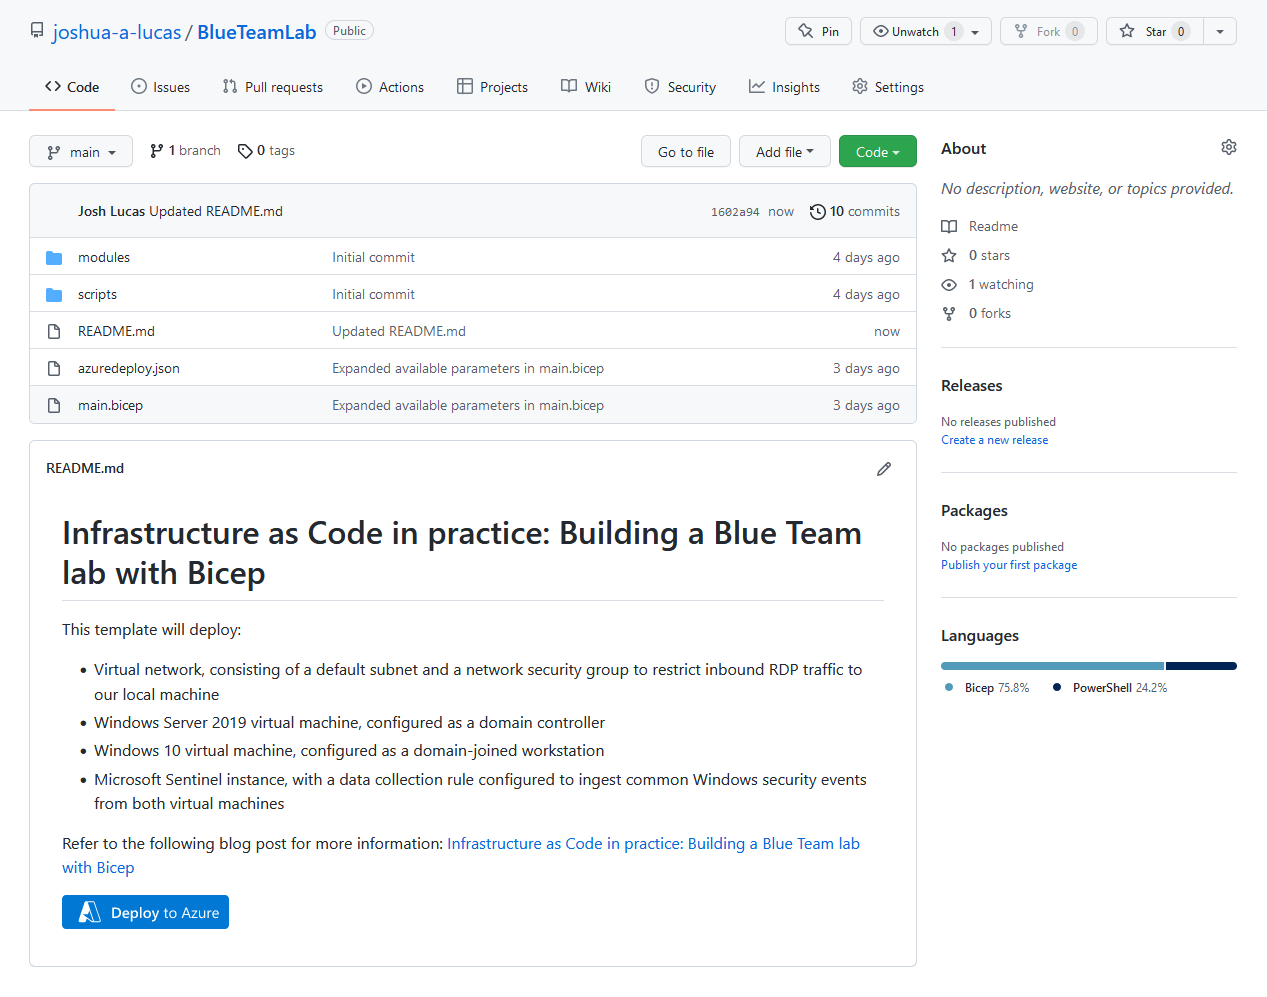 joshua-a-lucas / BlueTeamLab Public
Pin Unwatch 1 Fork 0 Star 0
Code Issues Pull requests Actions Projects Wiki Security Insights Settings
main 1 branch 0 tags Go to file Add file Code
Josh Lucas Updated README.md 1602a94 now 10 commits
modules Initial commit 4 days ago
scripts Initial commit 4 days ago
README.md Updated README.md now
azuredeploy.json Expanded available parameters in main.bicep 3 days ago
main.bicep Expanded available parameters in main.bicep 3 days ago
README.md
Infrastructure as Code in practice: Building a Blue Team
lab with Bicep
This template will deploy:
• Virtual network, consisting of a default subnet and a network security group to restrict inbound RDP traffic to
our local machine
• Windows Server 2019 virtual machine, configured as a domain controller
• Windows 10 virtual machine, configured as a domain-joined workstation
• Microsoft Sentinel instance, with a data collection rule configured to ingest common Windows security events
from both virtual machines
Refer to the following blog post for more information: Infrastructure as Code in practice: Building a Blue Team lab
with Bicep
Deploy to Azure
About
No description, website, or topics provided.
Readme
0 stars
1 watching
0 forks
Releases
No releases published
Create a new release
Packages
No packages published
Publish your first package
Languages
Bicep 75.8% PowerShell 24.2%